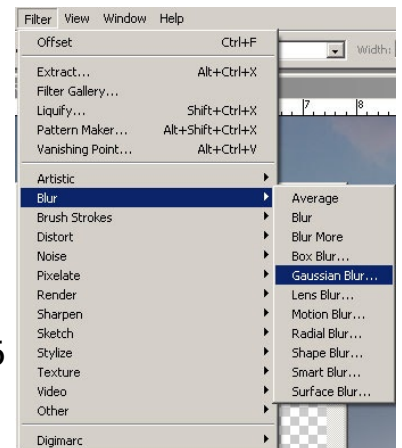 Filter View Window Help
Offset Ctrl+F
Width:
Extract... Alt+Ctrl+X
Filter Gallery...
Liquify... Shift+Ctrl+X
Pattern Maker... Alt+Shift+Ctrl+X
Vanishing Point... Alt+Ctrl+V
7 8
Artistic
Blur
Brush Strokes
Distort
Noise
Pixelate
Render
Sharpen
Sketch
Stylize
Texture
Video
Other
Digimarc
Average
Blur
Blur More
Box Blur...
Gaussian Blur...
Lens Blur...
Motion Blur...
Radial Blur...
Shape Blur...
Smart Blur...
Surface Blur...